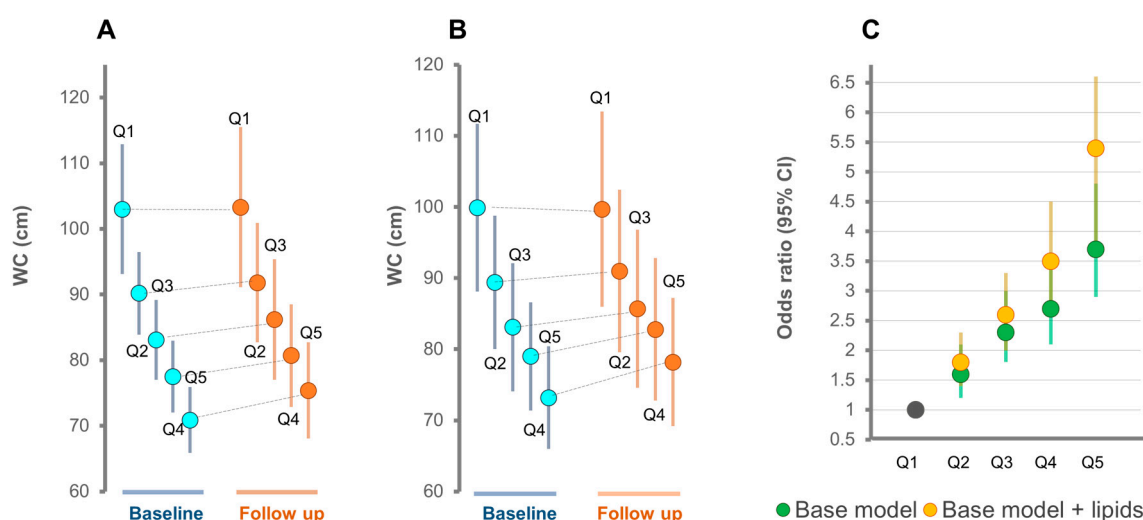 A
WC (cm)
120
110
100
90
80
70
60
Q1
Q3
Q2
Q5
Q4
Q1
Q3
Q2
Q5
Q4
Baseline
Follow up
B
WC (cm)
120
110
100
90
80
70
60
Q1
Q3
Q2
Q5
Q4
Q1
Q3
Q2
Q5
Q4
Baseline
Follow up
C
Odds ratio (95% CI)
6.5
6
5.5
5
4.5
4
3.5
3
2.5
2
1.5
1
0.5
Q1 Q2 Q3 Q4 Q5
Base model Base model + lipids